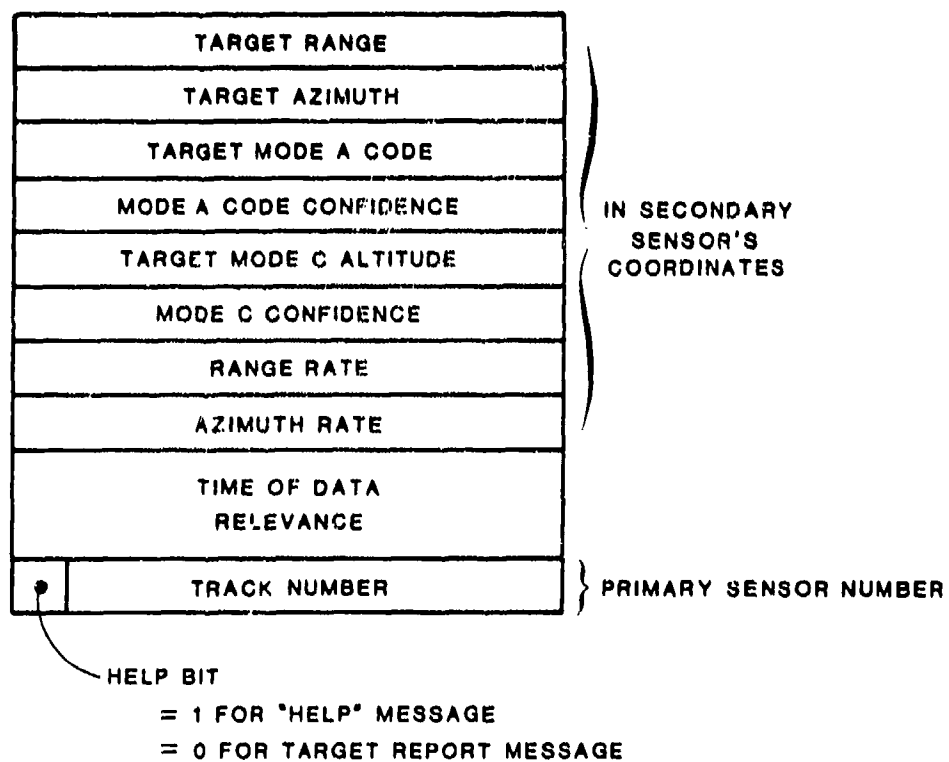 TARGET RANGE
TARGET AZIMUTH
TARGET MODE A CODE
MODE A CODE CONFIDENCE
TARGET MODE C ALTITUDE
MODE C CONFIDENCE
RANGE RATE
AZIMUTH RATE
TIME OF DATA
RELEVANCE
TRACK NUMBER
IN SECONDARY
SENSOR'S
COORDINATES
PRIMARY SENSOR NUMBER
HELP BIT
= 1 FOR "HELP" MESSAGE
= 0 FOR TARGET REPORT MESSAGE